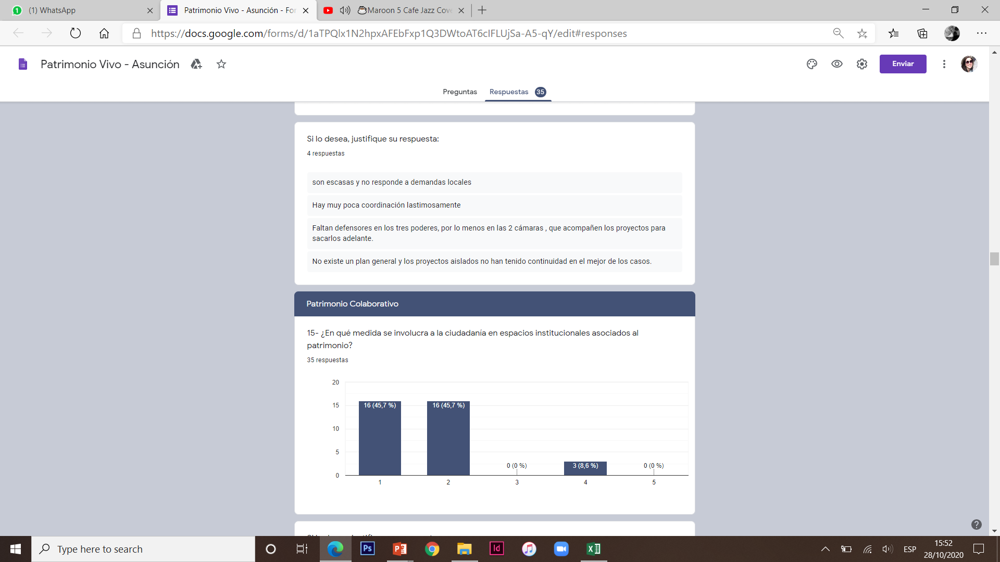 (1) WhatsApp
Patrimonio Vivo - Asunción - For
Maroon 5 Cafe Jazz Cove
https://docs.google.com/forms/d/1aTPQlx1N2hpxAFEbFxp1Q3DWtoAT6cIFLUjSa-A5-qY/edit#responses
Patrimonio Vivo - Asunción
Enviar
Preguntas
Respuestas 35
Si lo desea, justifique su respuesta:
4 respuestas
son escasas y no responde a demandas locales
Hay muy poca coordinación lastimosamente
Faltan defensores en los tres poderes, por lo menos en las 2 cámaras , que acompañen los proyectos para
sacarlos adelante.
No existe un plan general y los proyectos aislados no han tenido continuidad en el mejor de los casos.
Patrimonio Colaborativo
15- ¿En qué medida se involucra a la ciudadanía en espacios institucionales asociados al
patrimonio?
35 respuestas
20
15
10
5
0
16 (45,7 %)
16 (45,7 %)
0 (0 %)
3 (8,6 %)
0 (0 %)
1
2
3
4
5
Type here to search
Ps
Id
ESP
15:52
28/10/2020